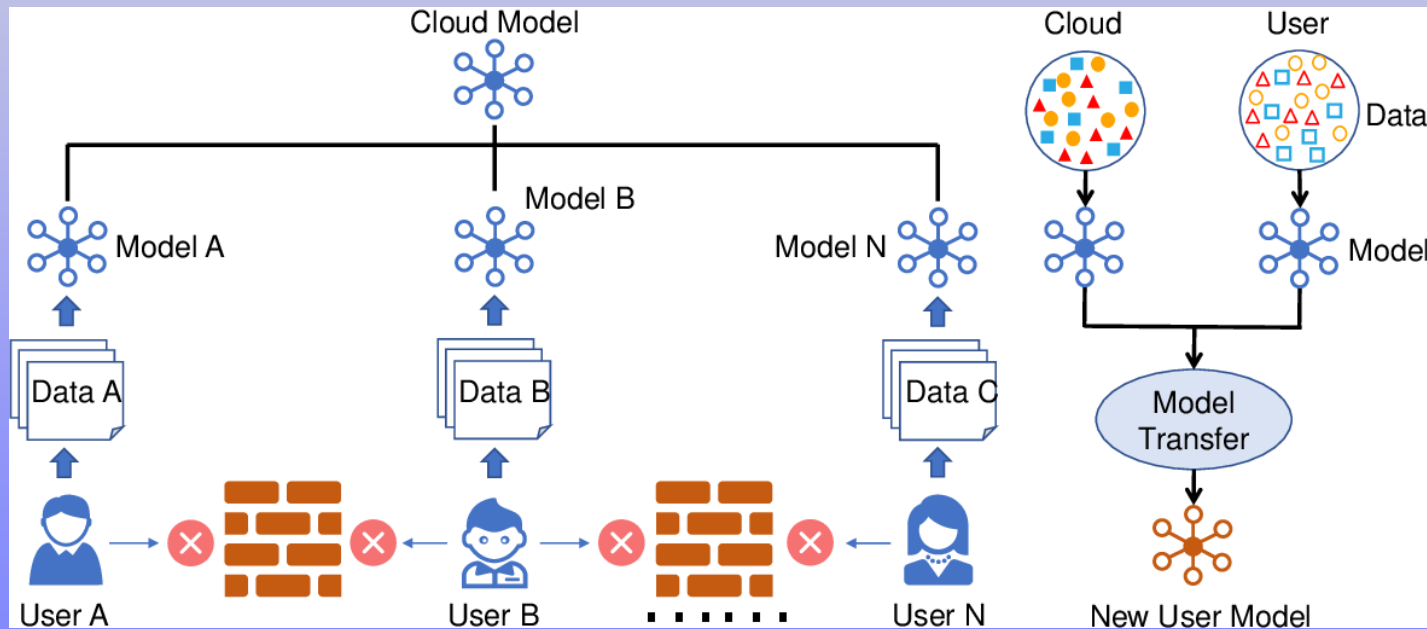 Cloud Model
Cloud
User
Data
Model B
Model A
Model N
Model
Data A
Data B
Data C
Model
Transfer
User A
User B
......
User N
New User Model